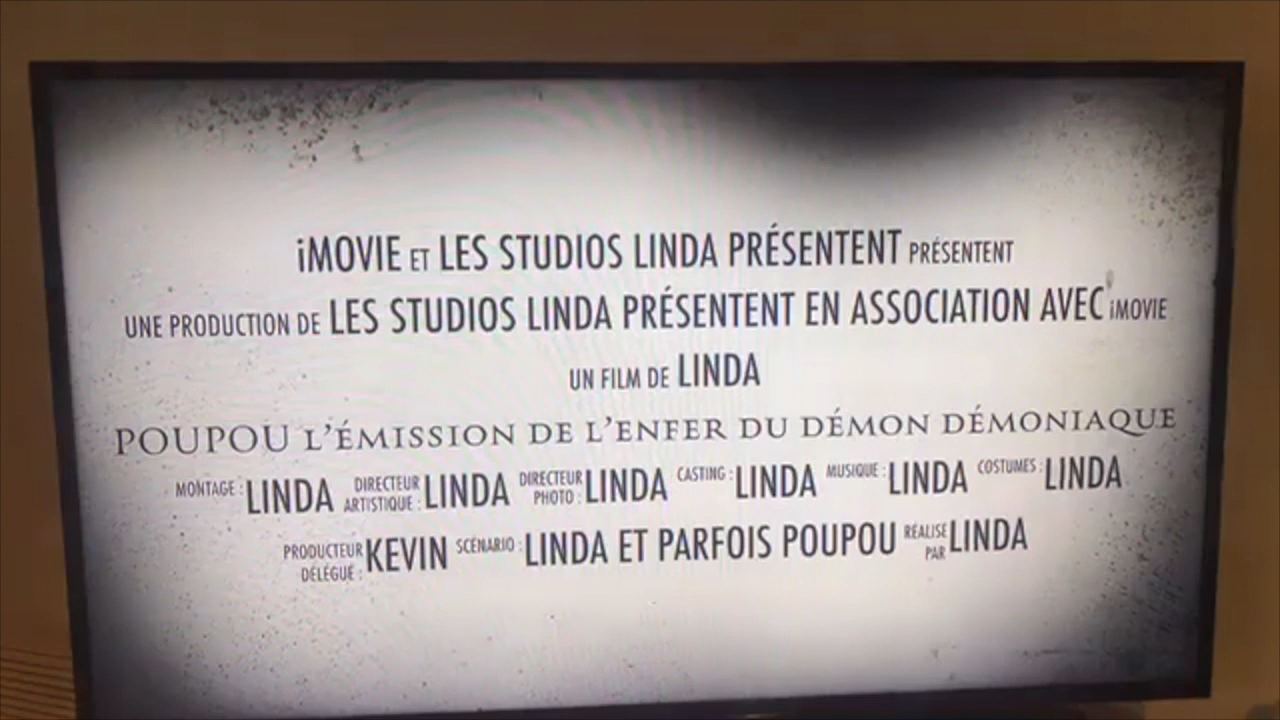 iMOVIE ET LES STUDIOS LINDA PRÉSENTENT PRÉSENTENT
UNE PRODUCTION DE LES STUDIOS LINDA PRÉSENTENT EN ASSOCIATION AVEC iMOVIE
UN FILM DE LINDA
POUPOU L'ÉMISSION DE L'ENFER DU DÉMON DÉMONIAQUE
MONTAGE : LINDA DIRECTEUR ARTISTIQUE : LINDA DIRECTEUR PHOTO : LINDA CASTING : LINDA MUSIQUE : LINDA COSTUMES : LINDA
PRODUCTEUR DÉLÉGUÉ : KEVIN SCÉNARIO : LINDA ET PARFOIS POUPOU RÉALISÉ PAR LINDA